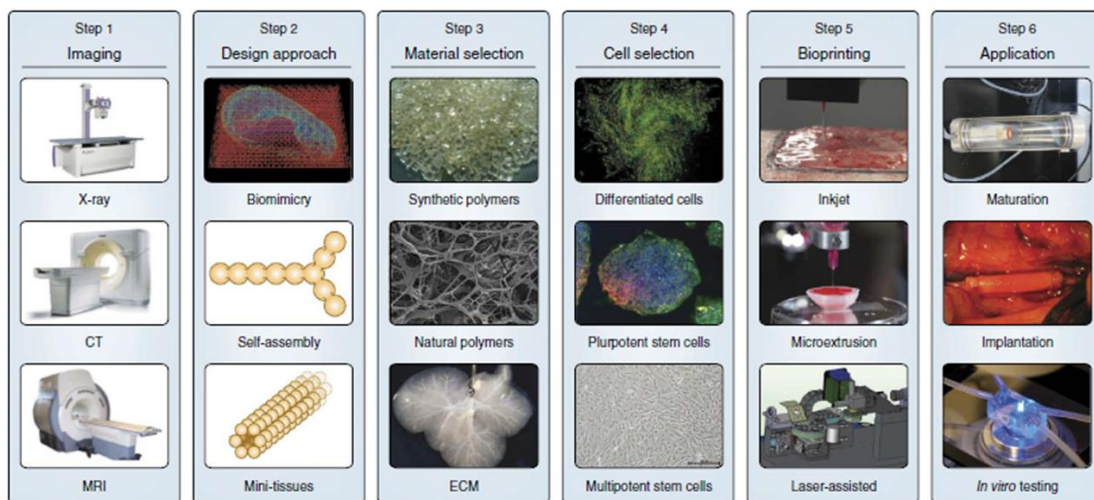 Step 1
Imaging
X-ray
CT
MRI
Step 2
Design approach
Biomimicry
Self-assembly
Mini-tissues
Step 3
Material selection
Synthetic polymers
Natural polymers
ECM
Step 4
Cell selection
Differentiated cells
Plurpotent stem cells
Multipotent stem cells
Step 5
Bioprinting
Inkjet
Microextrusion
Laser-assisted
Step 6
Application
Maturation
Implantation
In vitro testing